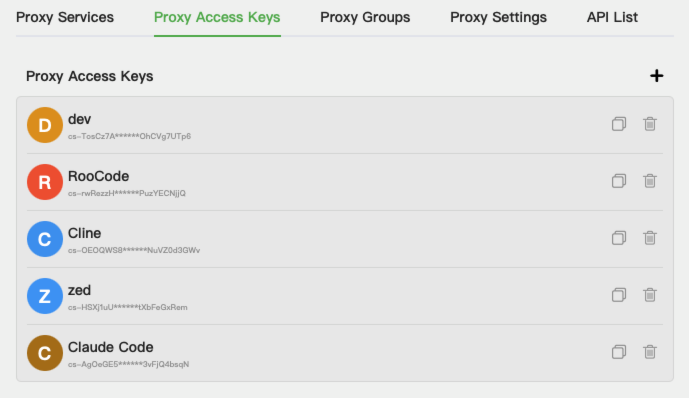 Proxy Services Proxy Access Keys Proxy Groups Proxy Settings API List
Proxy Access Keys
D dev
cs-TosCz7A******OhCVg7UTp6
R RooCode
cs-rwRezzH******PuzYECNjjQ
C Cline
cs-OEOQWS8******NuVZ0d3GWv
Z zed
cs-HSXj1uU******tXbFeGxRem
C Claude Code
cs-AgOeGE5******3vFjQ4bsqN